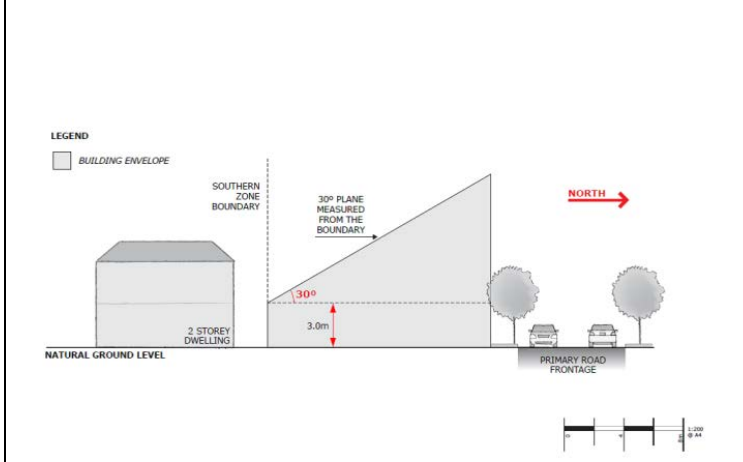 LEGEND
BUILDING ENVELOPE
SOUTHERN
ZONE
BOUNDARY
30º PLANE
MEASURED
FROM THE
BOUNDARY
NORTH
30º
3.0m
2 STOREY
DWELLING
NATURAL GROUND LEVEL
PRIMARY ROAD
FRONTAGE
1:200
@ A4